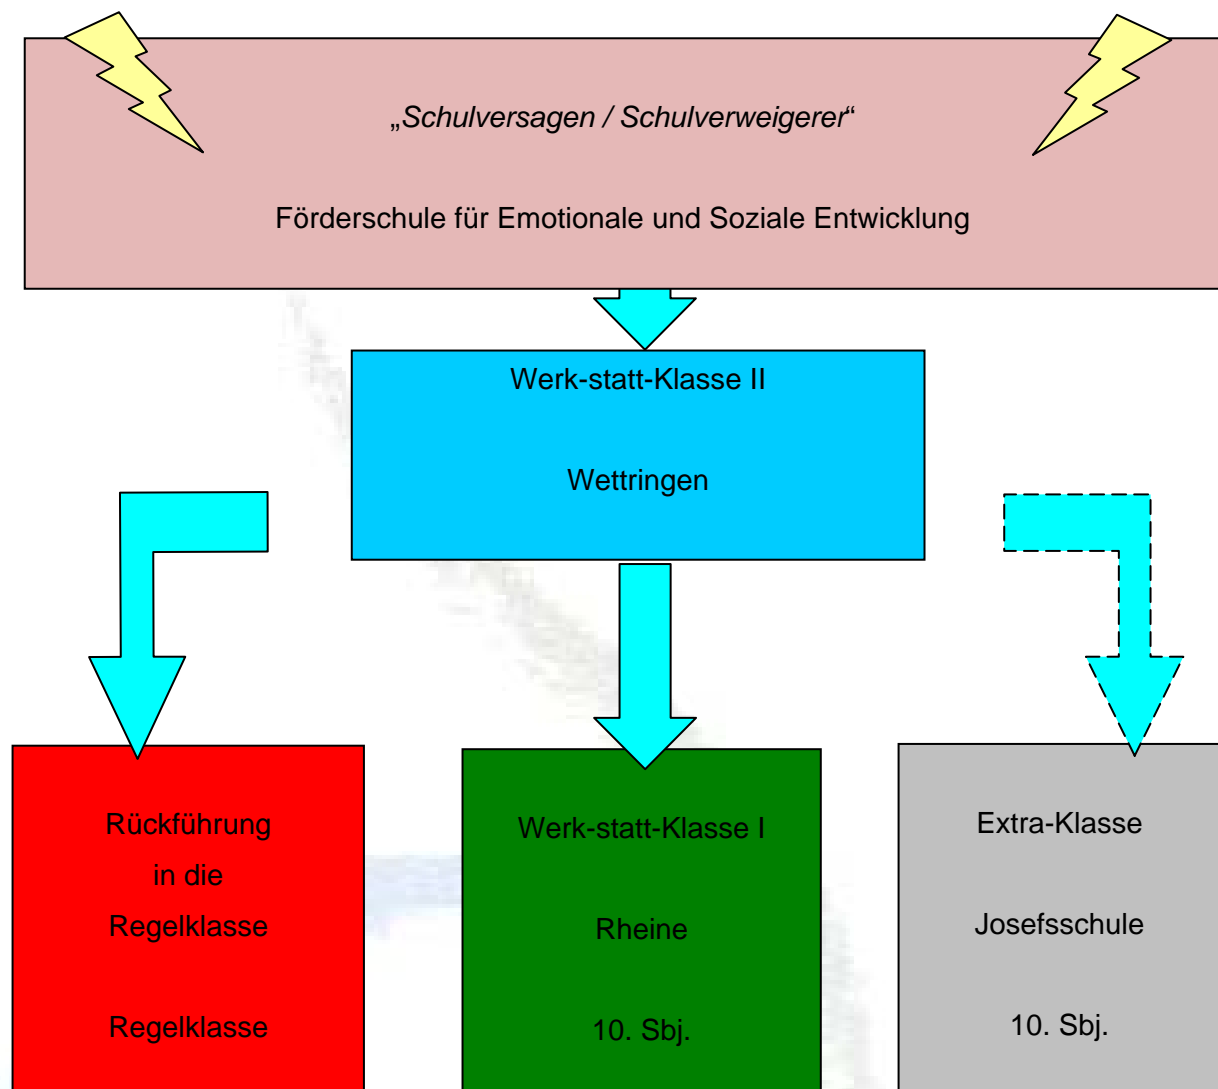 „Schulversagen / Schulverweigerer“
Förderschule für Emotionale und Soziale Entwicklung
Werk-statt-Klasse II
Wettringen
Rückführung
in die
Regelklasse
Regelklasse
Werk-statt-Klasse I
Rheine
10. Sbj.
Extra-Klasse
Josefsschule
10. Sbj.